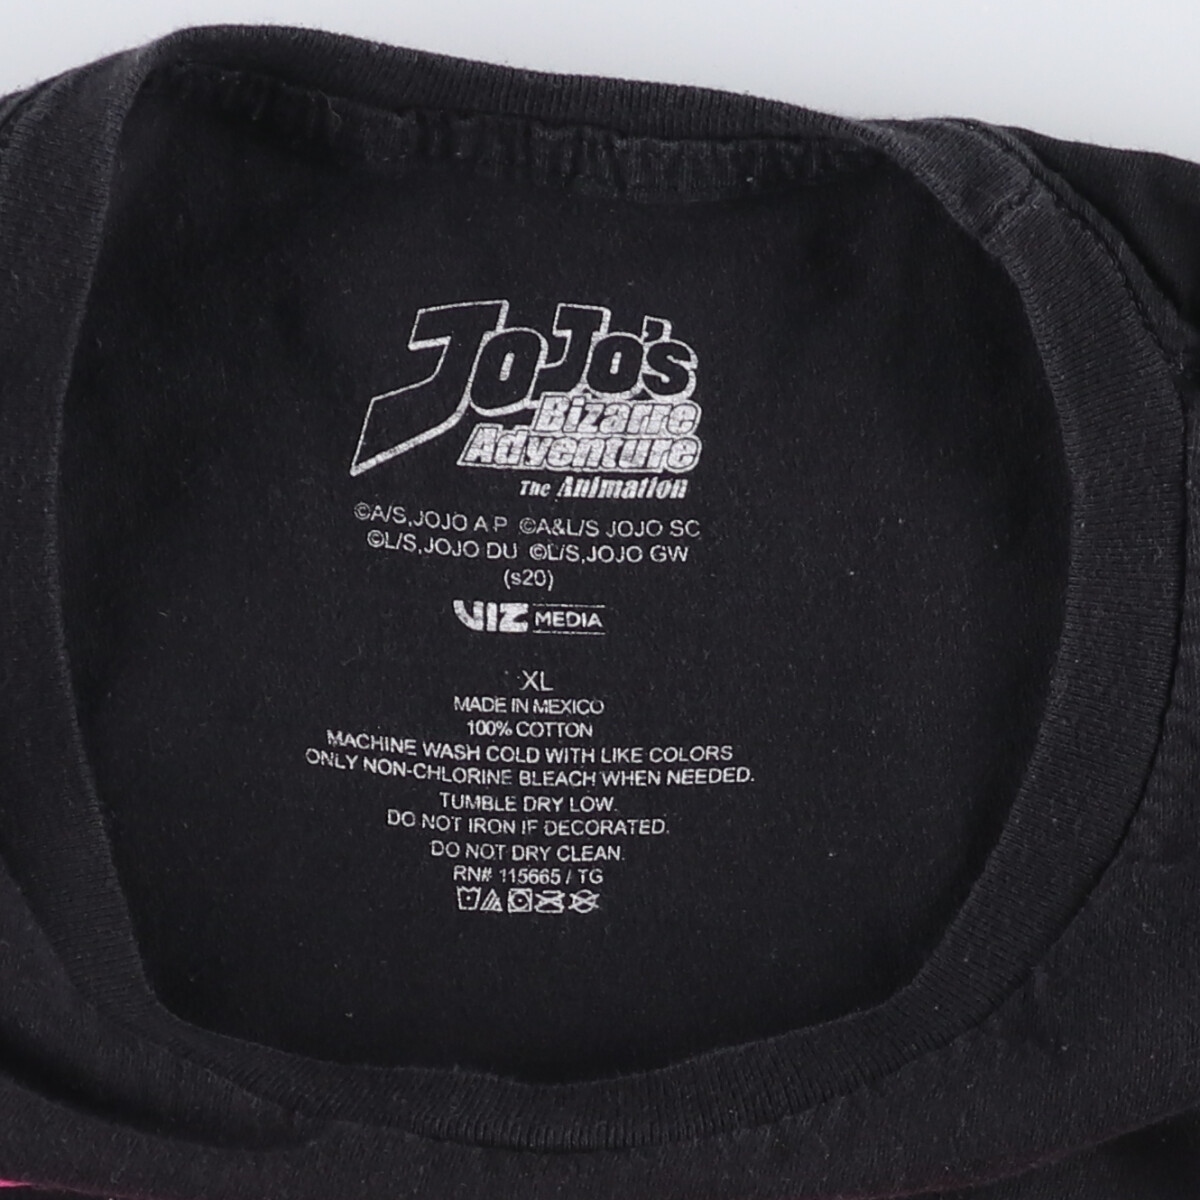 JoJo's
Bizarre
Adventure
The Animation
©A/S,JOJO A.P ©A&L/S JOJO SC
©L/S,JOJO DU ©L/S,JOJO GW
(s20)
VIZ MEDIA
XL
MADE IN MEXICO
100% COTTON
MACHINE WASH COLD WITH LIKE COLORS
ONLY NON-CHLORINE BLEACH WHEN NEEDED.
TUMBLE DRY LOW.
DO NOT IRON IF DECORATED.
DO NOT DRY CLEAN.
RN# 115665 / TG